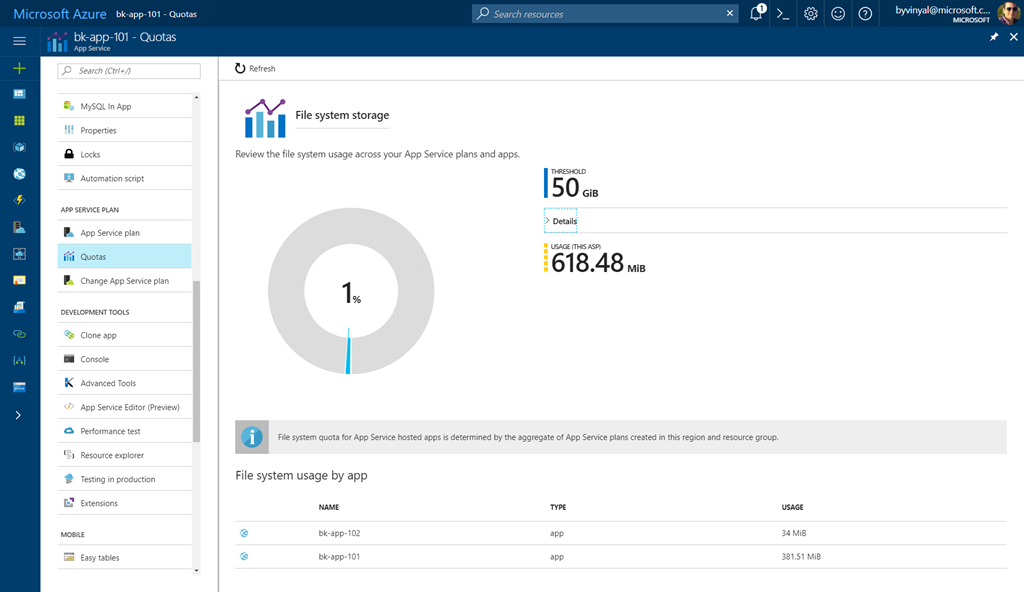 Microsoft Azure bk-app-101 - Quotas
Search resources
1
byvinyal@microsoft.c...
MICROSOFT
bk-app-101 - Quotas
App Service
Search (Ctrl+/)
MySQL In App
Properties
Locks
Automation script
APP SERVICE PLAN
App Service plan
Quotas
Change App Service plan
DEVELOPMENT TOOLS
Clone app
Console
Advanced Tools
App Service Editor (Preview)
Performance test
Resource explorer
Testing in production
Extensions
MOBILE
Easy tables
Refresh
File system storage
Review the file system usage across your App Service plans and apps.
1%
THRESHOLD
50 GiB
Details
USAGE (THIS ASP)
618.48 MiB
File system quota for App Service hosted apps is determined by the aggregate of App Service plans created in this region and resource group.
File system usage by app
NAME TYPE USAGE
bk-app-102 app 34 MiB
bk-app-101 app 381.51 MiB